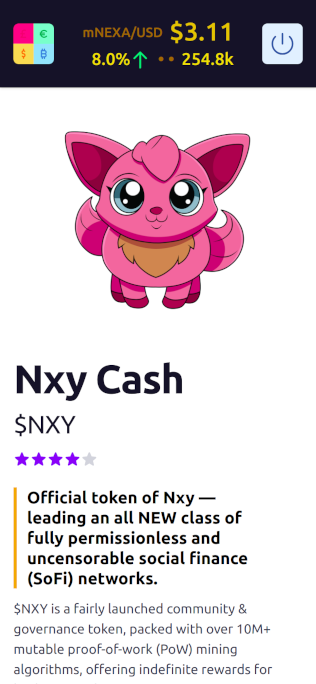 mNEXA/USD $3.11
8.0% ↑ •• 254.8k
Nxy Cash
$NXY
Official token of Nxy —
leading an all NEW class of
fully permissionless and
uncensorable social finance
(SoFi) networks.
$NXY is a fairly launched community &
governance token, packed with over 10M+
mutable proof-of-work (PoW) mining
algorithms, offering indefinite rewards for